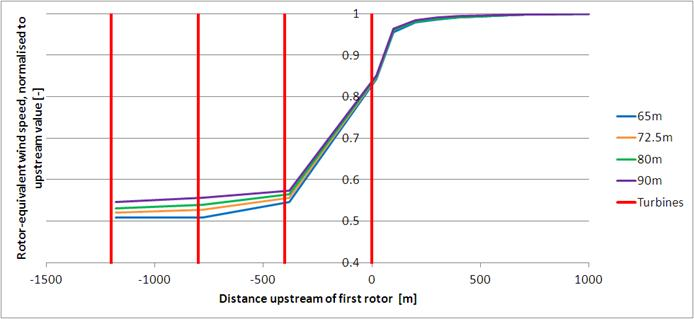 Rotor-equivalent wind speed, normalised to
upstream value [-]
1
0.9
0.8
0.7
0.6
0.5
0.4
-1500
-1000
-500
0
500
1000
Distance upstream of first rotor [m]
65m
72.5m
80m
90m
Turbines